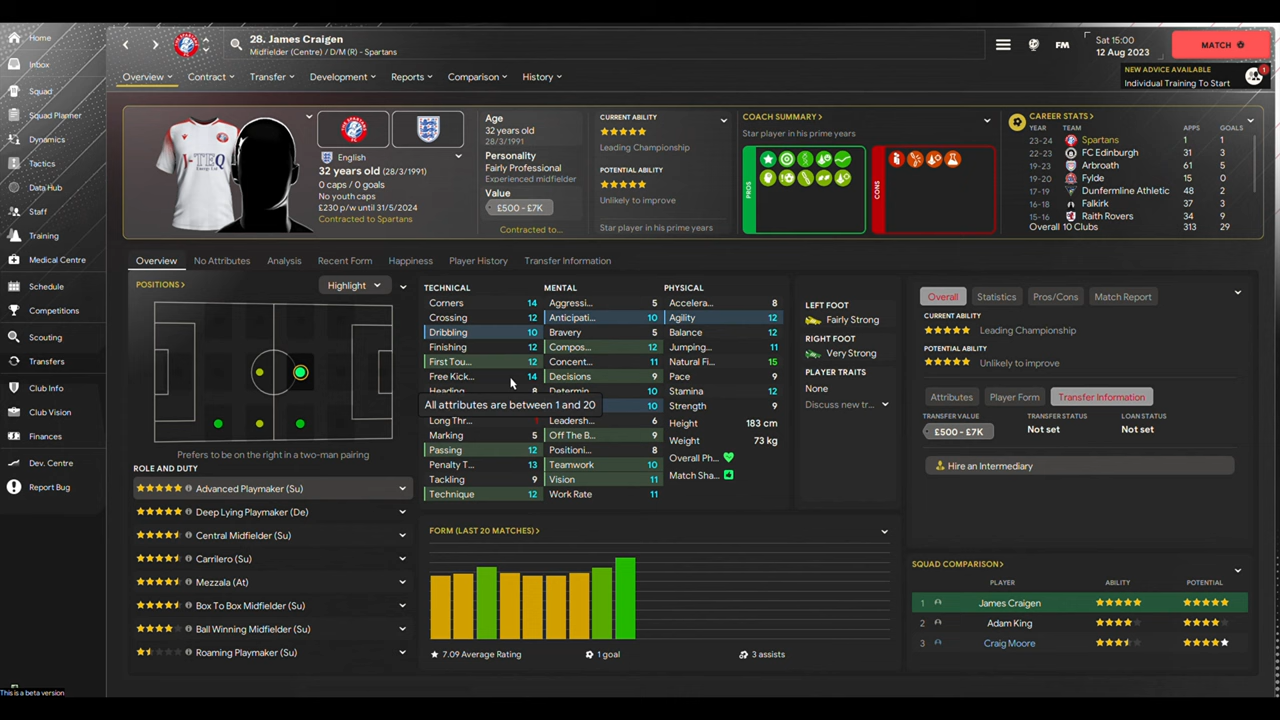 Home
Inbox
Squad
Squad Planner
Dynamics
Tactics
Data Hub
Staff
Training
Medical Centre
Schedule
Competitions
Scouting
Transfers
Club Info
Club Vision
Finances
Dev. Centre
Report Bug
This is a beta version
28. James Craigen
Midfielder (Centre) / D/M (R) - Spartans
FM
Sat 15:00
12 Aug 2023
MATCH
Overview Contract Transfer Development Reports Comparison History
NEW ADVICE AVAILABLE
Individual Training To Start
1
English
32 years old (28/3/1991)
0 caps / 0 goals
No youth caps
£230 p/w until 31/5/2024
Contracted to Spartans
Age
32 years old
28/3/1991
Personality
Fairly Professional
Experienced midfielder
Value
£500 - £7K
Contracted to...
CURRENT ABILITY
Leading Championship
POTENTIAL ABILITY
Unlikely to improve
Star player in his prime years
COACH SUMMARY >
Star player in his prime years
PROS
CONS
CAREER STATS >
YEAR TEAM APPS GOALS
23-24 Spartans 1 1
22-23 FC Edinburgh 31 3
19-23 Arbroath 61 5
19-20 Fylde 15 0
17-19 Dunfermline Athletic 48 2
16-18 Falkirk 37 3
15-16 Raith Rovers 34 9
Overall 10 Clubs 313 29
Overview No Attributes Analysis Recent Form Happiness Player History Transfer Information
POSITIONS >
Highlight
Prefers to be on the right in a two-man pairing
ROLE AND DUTY
Advanced Playmaker (Su)
Deep Lying Playmaker (De)
Central Midfielder (Su)
Carrilero (Su)
Mezzala (At)
Box To Box Midfielder (Su)
Ball Winning Midfielder (Su)
Roaming Playmaker (Su)
TECHNICAL
Corners 14
Crossing 12
Dribbling 10
Finishing 12
First Tou... 12
Free Kick... 14
Heading 8
All attributes are between 1 and 20
Long Thr...
Marking 5
Passing 12
Penalty T... 13
Tackling 9
Technique 12
MENTAL
Aggressi... 5
Anticipati... 10
Bravery 5
Compos... 12
Concent... 11
Decisions 9
Determin... 10
10
Leadersh... 6
Off The B... 9
Positioni... 8
Teamwork 10
Vision 11
Work Rate 11
PHYSICAL
Accelera... 8
Agility 12
Balance 12
Jumping... 11
Natural Fi... 15
Pace 9
Stamina 12
Strength 9
Height 183 cm
Weight 73 kg
Overall Ph...
Match Sha...
LEFT FOOT
Fairly Strong
RIGHT FOOT
Very Strong
PLAYER TRAITS
None
Discuss new tr...
FORM (LAST 20 MATCHES) >
7.09 Average Rating
1 goal
3 assists
Overall Statistics Pros/Cons Match Report
CURRENT ABILITY
Leading Championship
POTENTIAL ABILITY
Unlikely to improve
Attributes Player Form Transfer Information
TRANSFER VALUE TRANSFER STATUS LOAN STATUS
£500 - £7K Not set Not set
Hire an Intermediary
SQUAD COMPARISON >
PLAYER ABILITY POTENTIAL
1 James Craigen
2 Adam King
3 Craig Moore